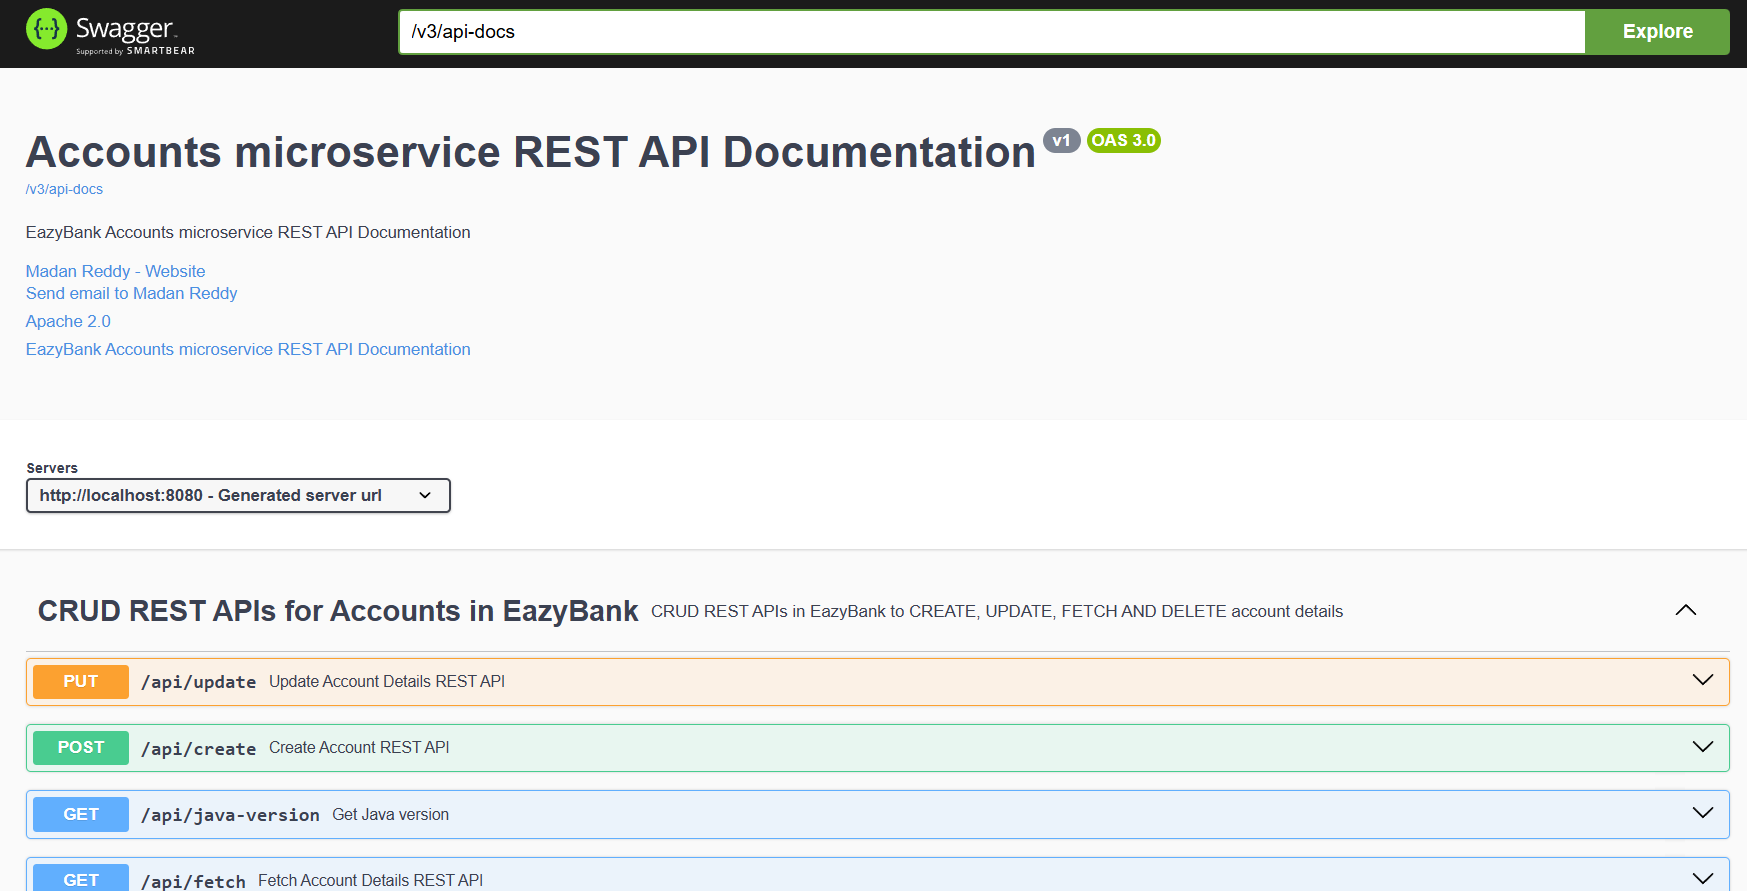 {···} Swagger
Supported by SMARTBEAR
/v3/api-docs
Explore
Accounts microservice REST API Documentation v1 OAS 3.0
/v3/api-docs
EazyBank Accounts microservice REST API Documentation
Madan Reddy - Website
Send email to Madan Reddy
Apache 2.0
EazyBank Accounts microservice REST API Documentation
Servers
http://localhost:8080 - Generated server url
CRUD REST APIs for Accounts in EazyBank CRUD REST APIs in EazyBank to CREATE, UPDATE, FETCH AND DELETE account details
PUT /api/update Update Account Details REST API
POST /api/create Create Account REST API
GET /api/java-version Get Java version
GET /api/fetch Fetch Account Details REST API